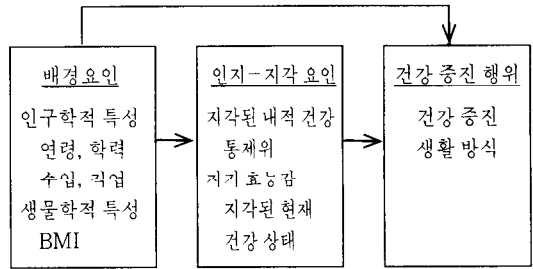 배경요인
인구학적 특성
연령, 학력
수입, 직업
생물학적 특성
BMI
인지-지각 요인
지각된 내적 건강
통제위
자기 효능감
지각된 현재
건강 상태
건강 증진 행위
건강 증진
생활 방식